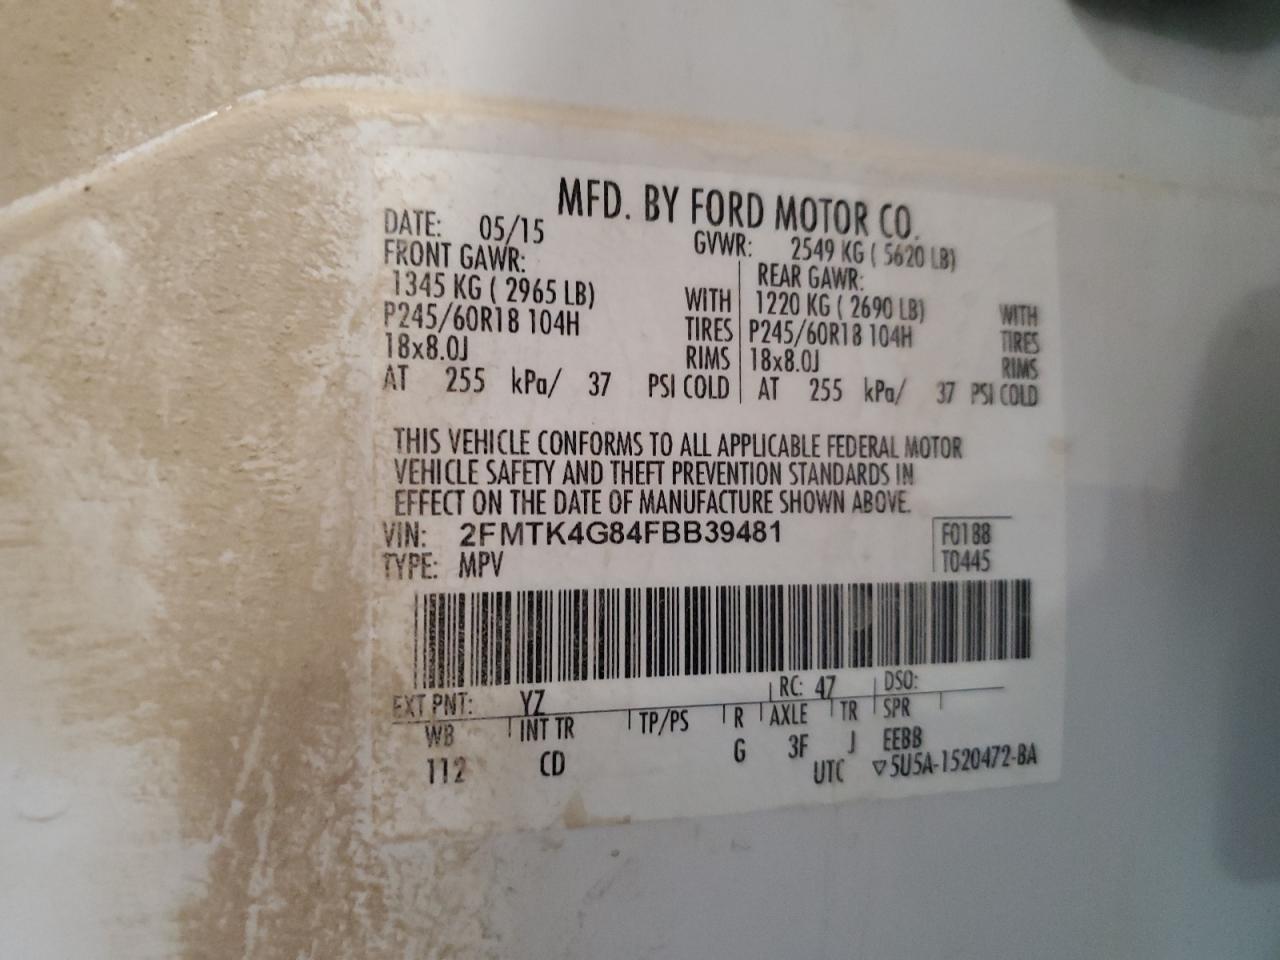 MFD. BY FORD MOTOR CO.
DATE: 05/15 GVWR: 2549 KG ( 5620 LB)
FRONT GAWR: REAR GAWR:
1345 KG ( 2965 LB) WITH 1220 KG ( 2690 LB) WITH
P245/60R18 104H TIRES P245/60R18 104H TIRES
18x8.0J RIMS 18x8.0J RIMS
AT 255 kPa/ 37 PSI COLD AT 255 kPa/ 37 PSI COLD
THIS VEHICLE CONFORMS TO ALL APPLICABLE FEDERAL MOTOR
VEHICLE SAFETY AND THEFT PREVENTION STANDARDS IN
EFFECT ON THE DATE OF MANUFACTURE SHOWN ABOVE.
VIN: 2FMTK4G84FBB39481 F0188
TYPE: MPV T0445
EXT PNT: YZ RC: 47 DSO:
WB INT TR TP/PS R AXLE TR SPR
112 CD G 3F J EEBB
UTC ▽5U5A-1520472-BA